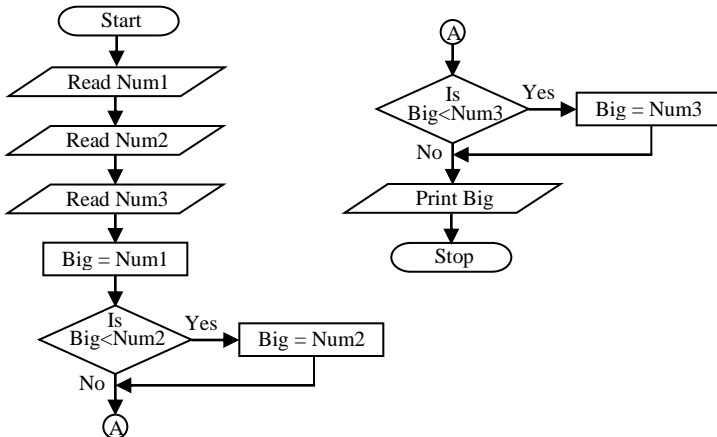 Start
Read Num1
Read Num2
Read Num3
Big = Num1
Is
Big<Num2
Yes
Big = Num2
No
A
A
Is
Big<Num3
Yes
Big = Num3
No
Print Big
Stop